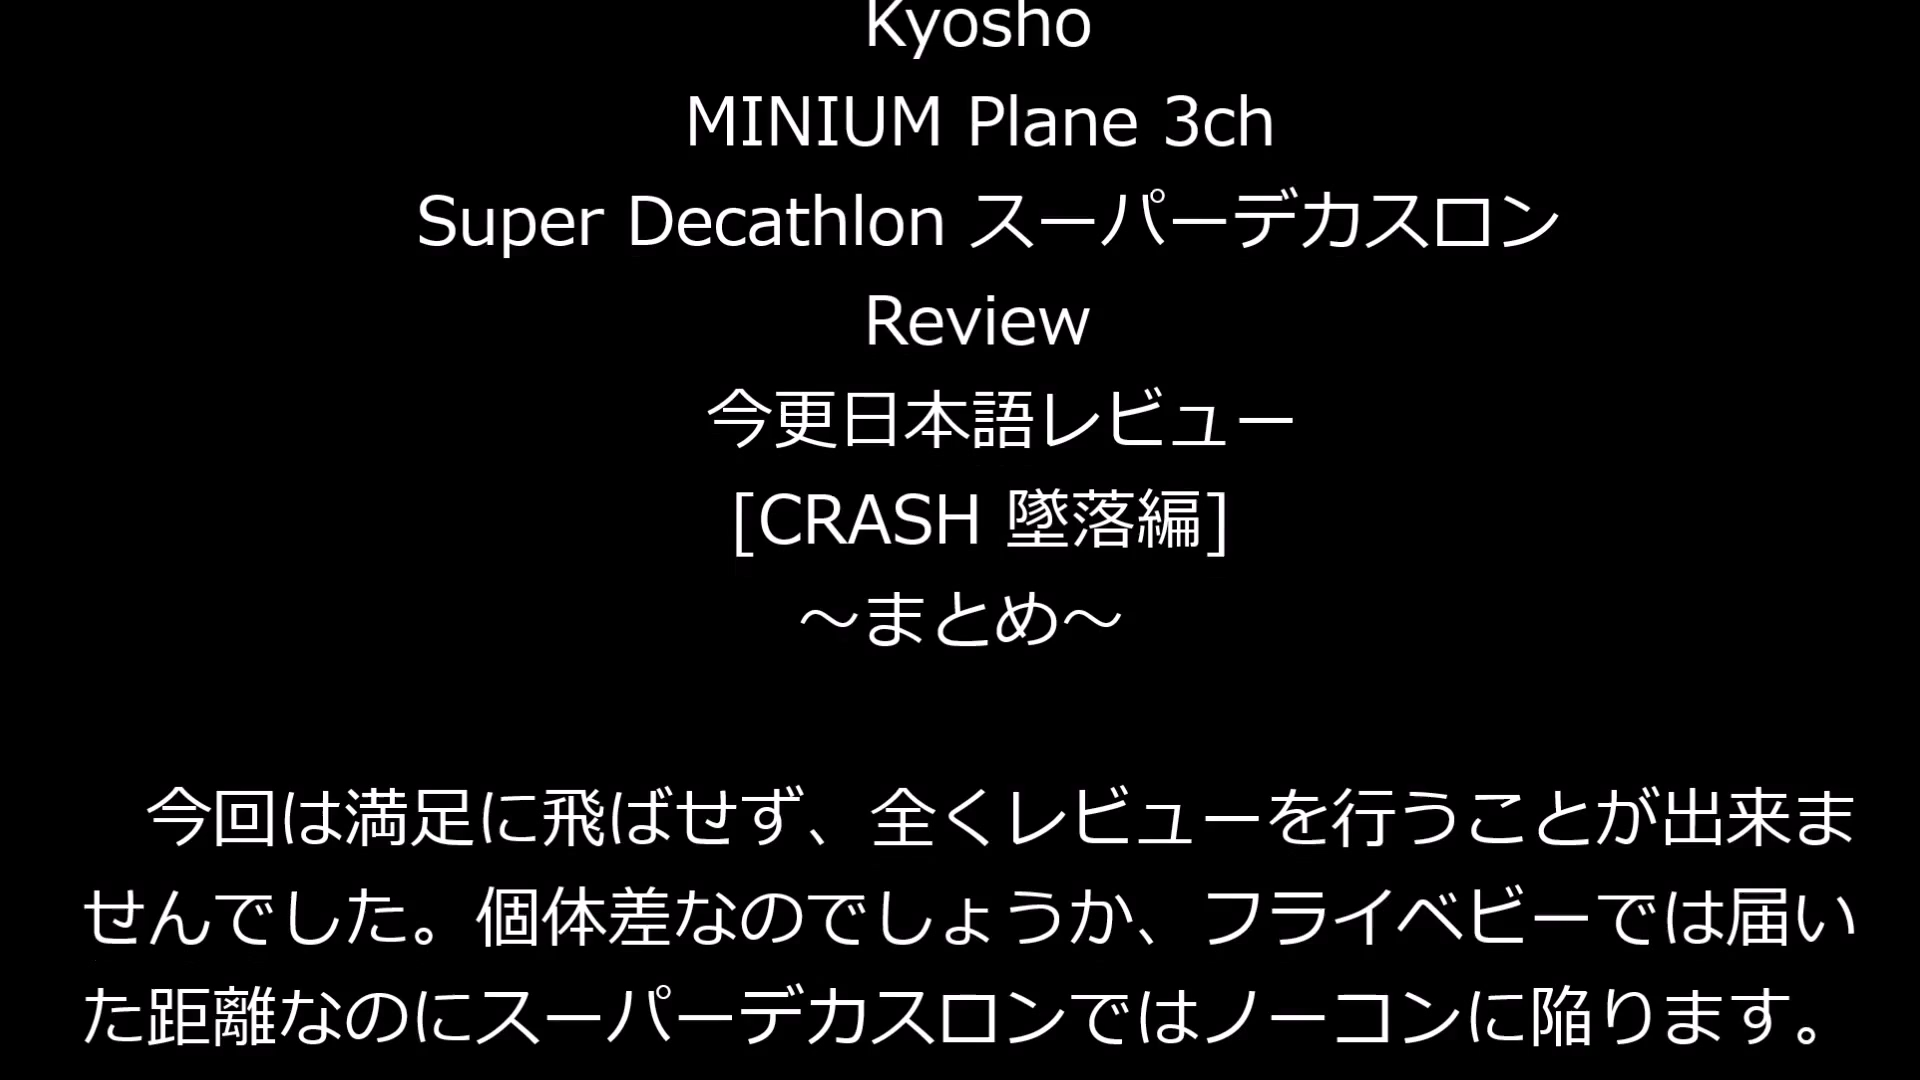 Kyosho
MINIUM Plane 3ch
Super Decathlon スーパーデカスロン
Review
今更日本語レビュー
[CRASH 墜落編]
～まとめ～
今回は満足に飛ばせず、全くレビューを行うことが出来ま
せんでした。個体差なのでしょうか、フライベビーでは届い
た距離なのにスーパーデカスロンではノーコンに陥ります。